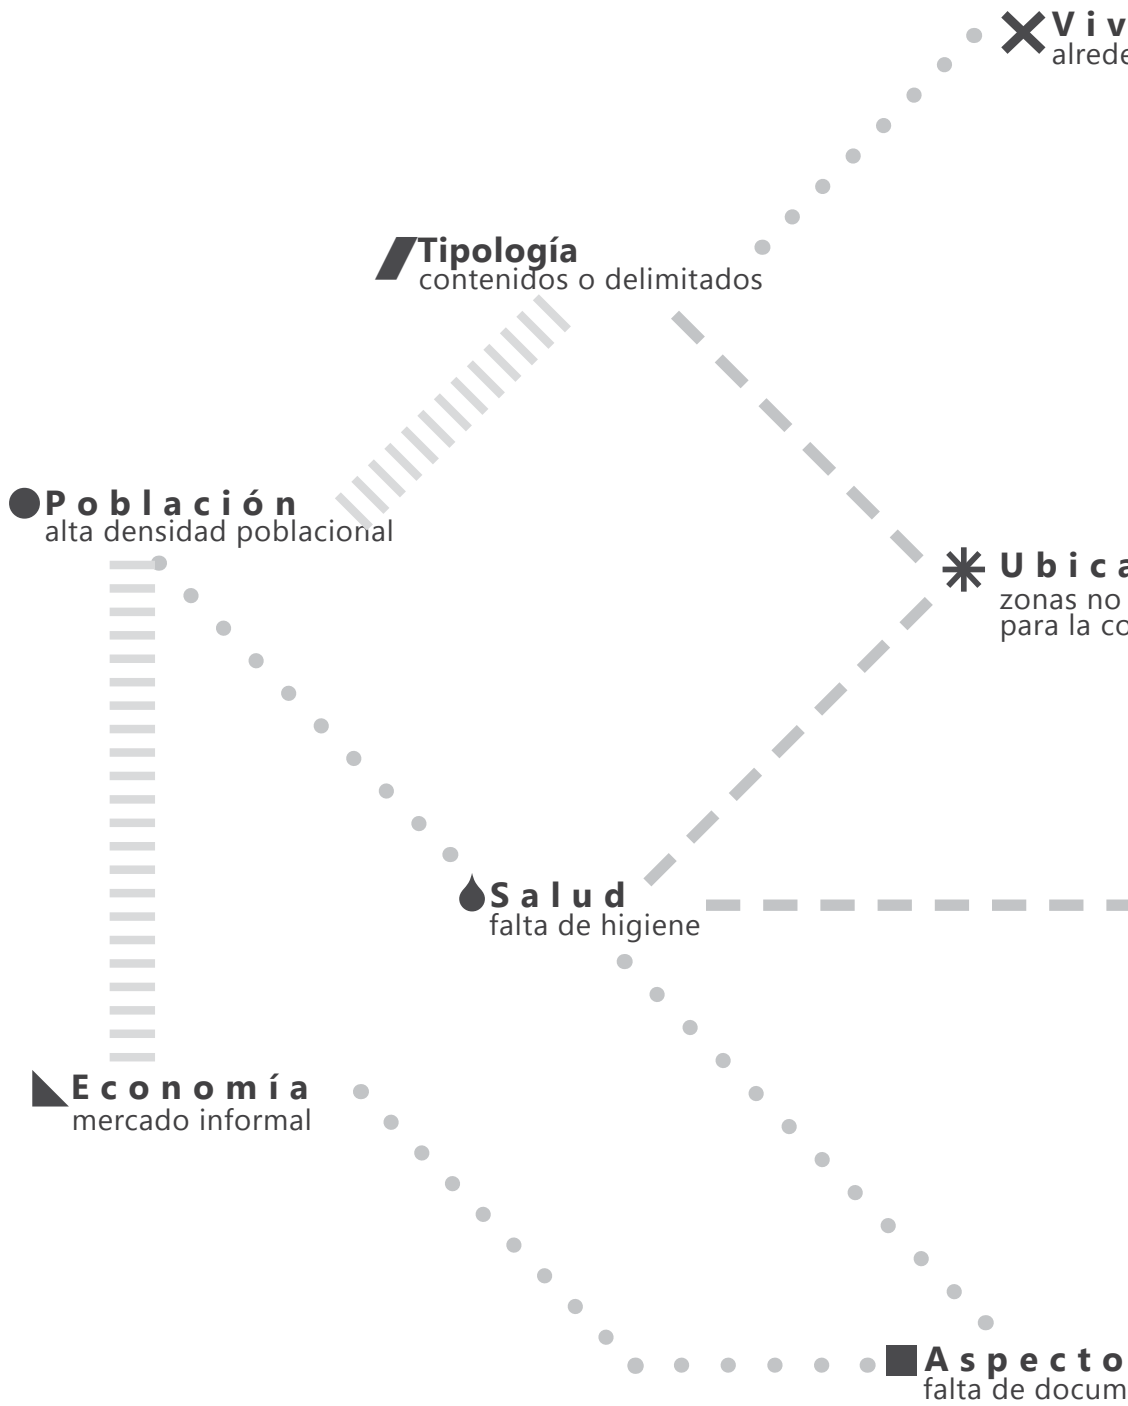 Viv
alrede
Tipología
contenidos o delimitados
Población
alta densidad poblacional
Ubica
zonas no
para la co
Salud
falta de higiene
Economía
mercado informal
Aspecto
falta de docum